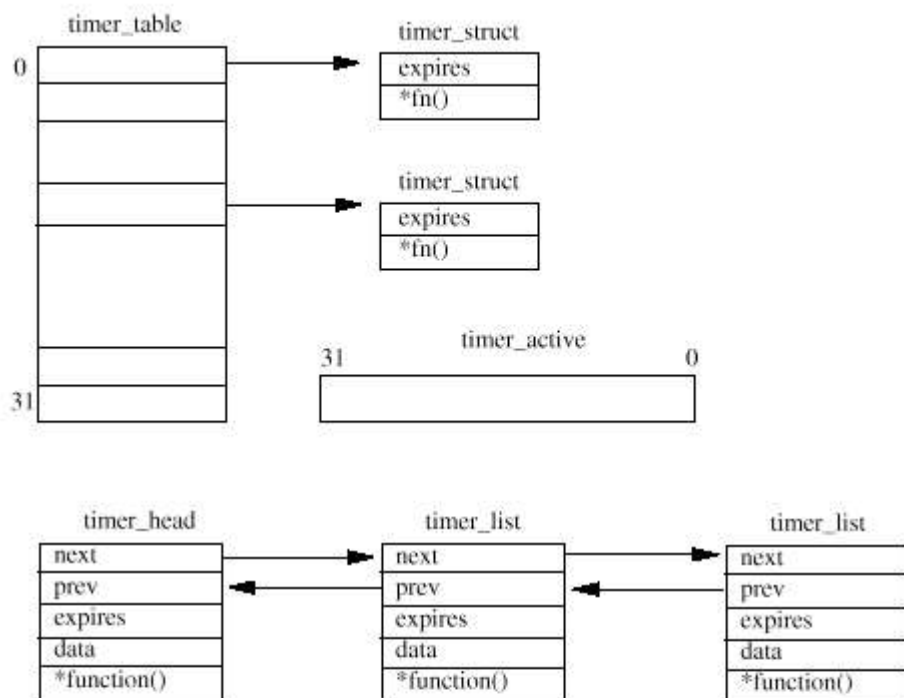 timer_table
0
31
timer_struct
expires
*fn()
timer_struct
expires
*fn()
timer_active
31
0
timer_head
next
prev
expires
data
*function()
timer_list
next
prev
expires
data
*function()
timer_list
next
prev
expires
data
*function()